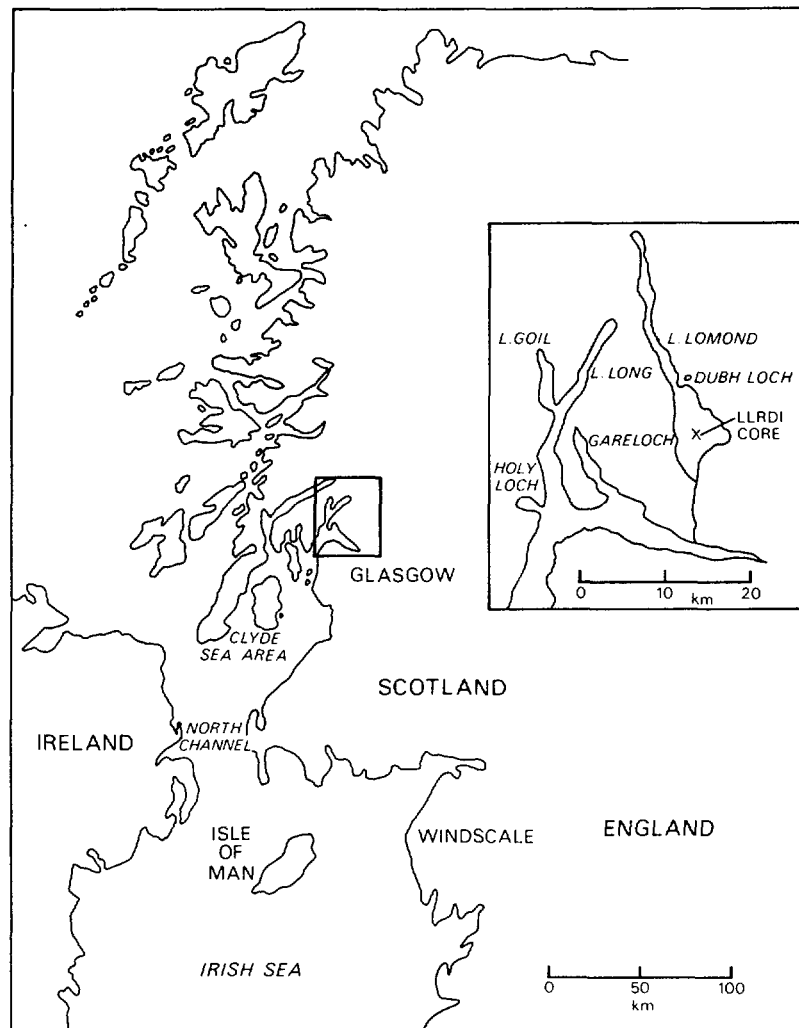 L. GOIL
L. LOMOND
L. LONG
DUBH LOCH
LLRDI
CORE
GARELOCH
HOLY
LOCH
0 10 20
km
GLASGOW
CLYDE
SEA AREA
SCOTLAND
NORTH
CHANNEL
IRELAND
ISLE
OF
MAN
WINDSCALE
ENGLAND
IRISH SEA
0 50 100
km